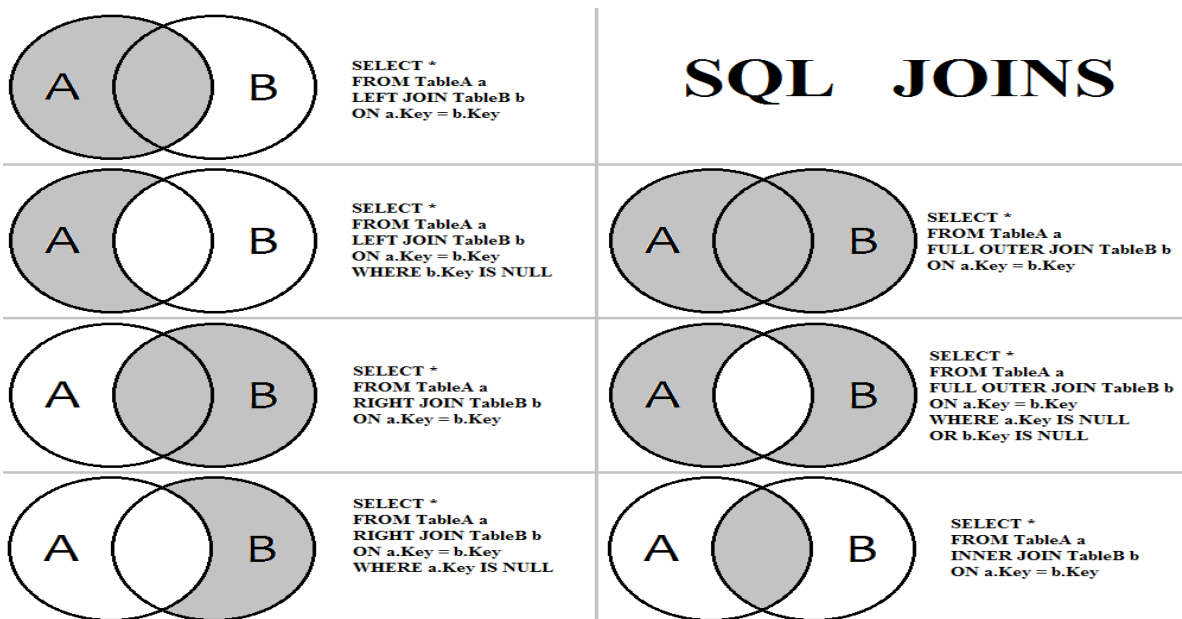 A B
SELECT *
FROM TableA a
LEFT JOIN TableB b
ON a.Key = b.Key
SQL JOINS
A B
SELECT *
FROM TableA a
LEFT JOIN TableB b
ON a.Key = b.Key
WHERE b.Key IS NULL
A B
SELECT *
FROM TableA a
FULL OUTER JOIN TableB b
ON a.Key = b.Key
A B
SELECT *
FROM TableA a
RIGHT JOIN TableB b
ON a.Key = b.Key
A B
SELECT *
FROM TableA a
FULL OUTER JOIN TableB b
ON a.Key = b.Key
WHERE a.Key IS NULL
OR b.Key IS NULL
A B
SELECT *
FROM TableA a
RIGHT JOIN TableB b
ON a.Key = b.Key
WHERE a.Key IS NULL
A B
SELECT *
FROM TableA a
INNER JOIN TableB b
ON a.Key = b.Key